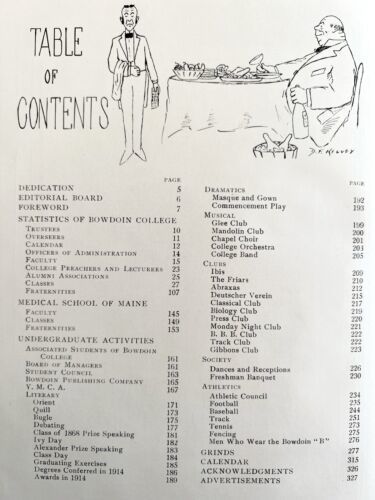 TABLE
OF
CONTENTS
D.F. KELLEY
PAGE
DEDICATION 5
EDITORIAL BOARD 6
FOREWORD 7
STATISTICS OF BOWDOIN COLLEGE
TRUSTEES 10
OVERSEERS 11
CALENDAR 12
OFFICERS OF ADMINISTRATION 14
FACULTY 15
COLLEGE PREACHERS AND LECTURERS 23
ALUMNI ASSOCIATIONS 25
CLASSES 27
FRATERNITIES 107
MEDICAL SCHOOL OF MAINE
FACULTY 145
CLASSES 149
FRATERNITIES 153
UNDERGRADUATE ACTIVITIES
ASSOCIATED STUDENTS OF BOWDOIN
COLLEGE 161
BOARD OF MANAGERS 161
STUDENT COUNCIL 163
BOWDOIN PUBLISHING COMPANY 165
Y. M. C. A. 167
LITERARY
Orient 171
Quill 173
Bugle 175
Debating 177
Class of 1868 Prize Speaking 181
Ivy Day 182
Alexander Prize Speaking 183
Class Day 184
Graduating Exercises 185
Degrees Conferred in 1914 186
Awards in 1914 189
PAGE
DRAMATICS
Masque and Gown 192
Commencement Play 193
MUSICAL
Glee Club 199
Mandolin Club 200
Chapel Choir 201
College Orchestra 203
College Band 205
CLUBS
Ibis 209
The Friars 210
Abraxas 212
Deutscher Verein 215
Classical Club 217
Biology Club 219
Press Club 220
Monday Night Club 221
B. B. B. Club 222
Track Club 222
Gibbons Club 223
SOCIETY
Dances and Receptions 226
Freshman Banquet 230
ATHLETICS
Athletic Council 234
Football 235
Baseball 244
Track 251
Tennis 273
Fencing 275
Men Who Wear the Bowdoin "B" 276
GRINDS 277
CALENDAR 315
ACKNOWLEDGMENTS 326
ADVERTISEMENTS 327